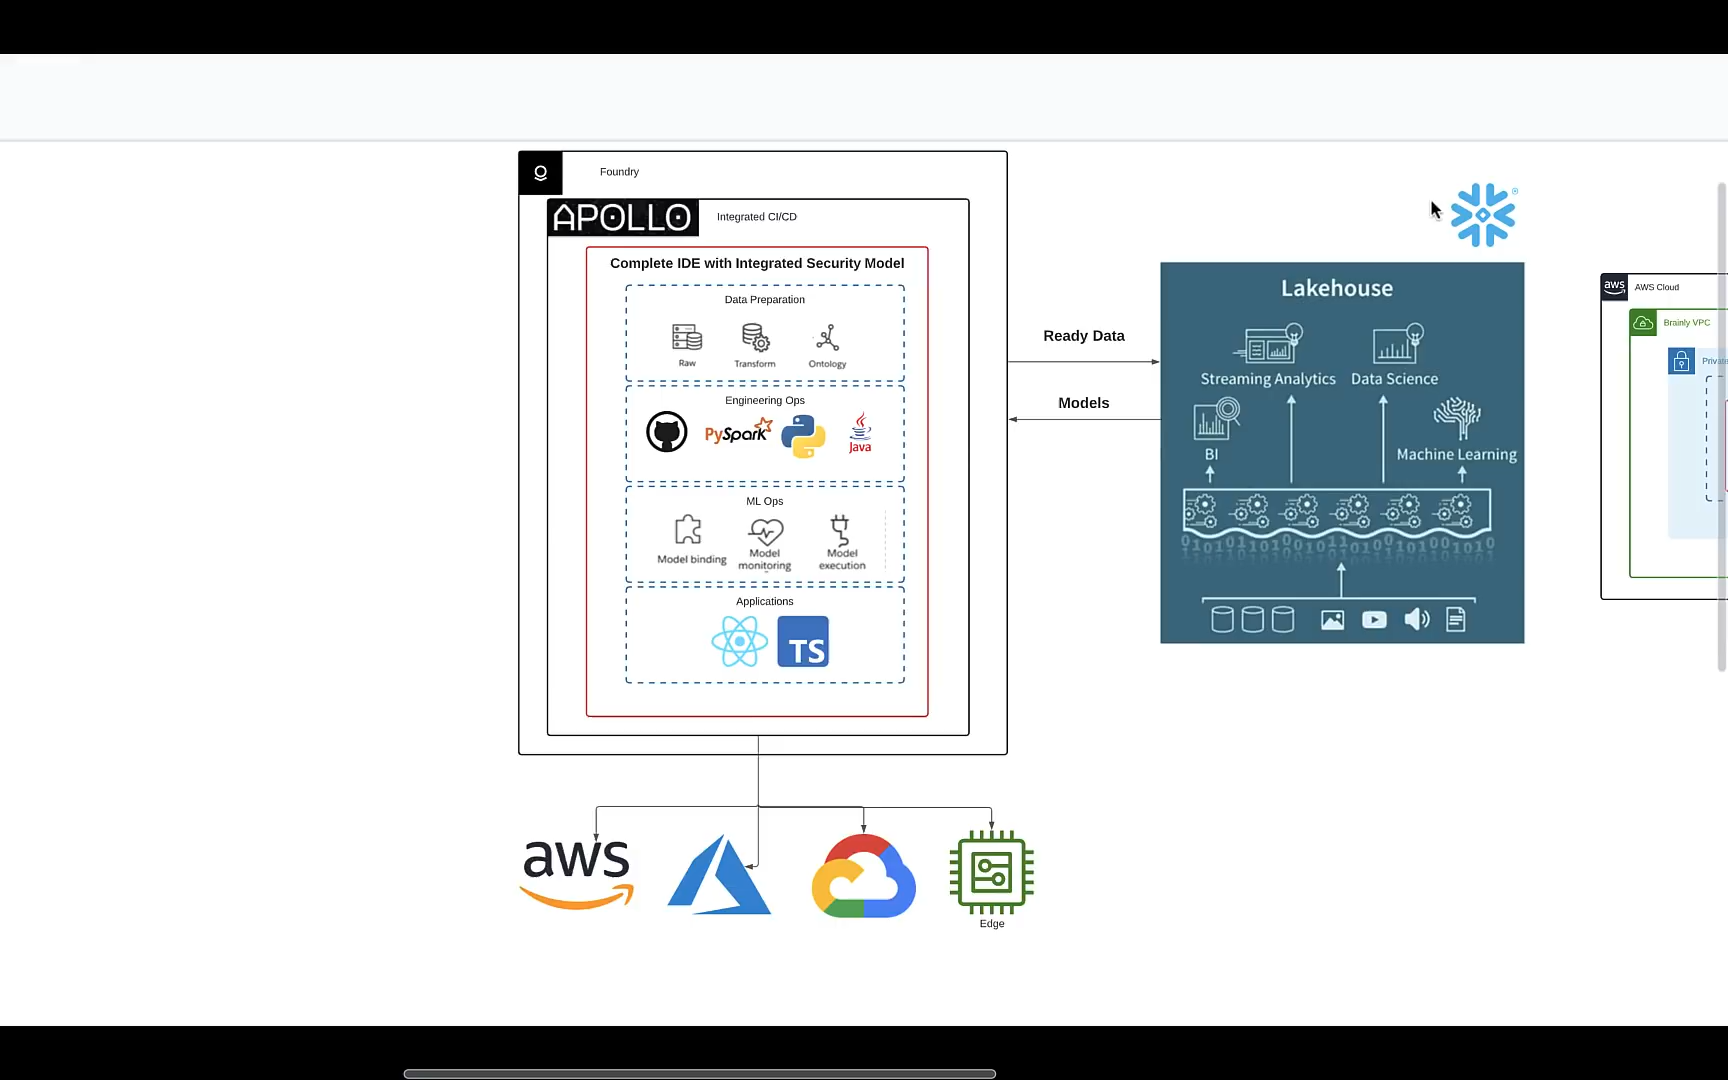 Foundry
APOLLO
Integrated CI/CD
Complete IDE with Integrated Security Model
Data Preparation
Raw
Transform
Ontology
Engineering Ops
PySpark
Java
ML Ops
Model binding
Model monitoring
Model execution
Applications
TS
aws
Edge
Ready Data
Models
Lakehouse
Streaming Analytics
Data Science
BI
Machine Learning
aws
AWS Cloud
Brainly VPC